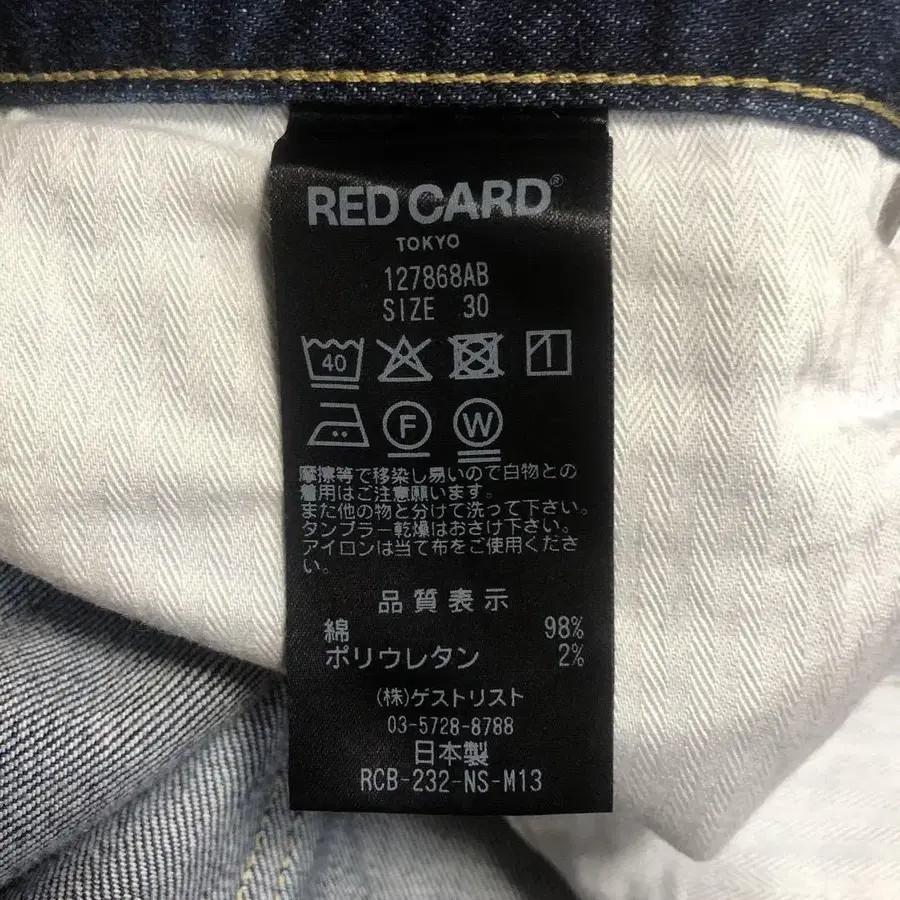 RED CARD®
TOKYO
127868AB
SIZE 30
40
F
W
摩擦等で移染し易いので白物との
着用はご注意願います。
また他の物と分けて洗って下さい。
タンブラー乾燥はおさけ下さい。
アイロンは当て布をご使用くださ
い。
品質表示
綿 98%
ポリウレタン 2%
(株)ゲストリスト
03-5728-8788
日本製
RCB-232-NS-M13